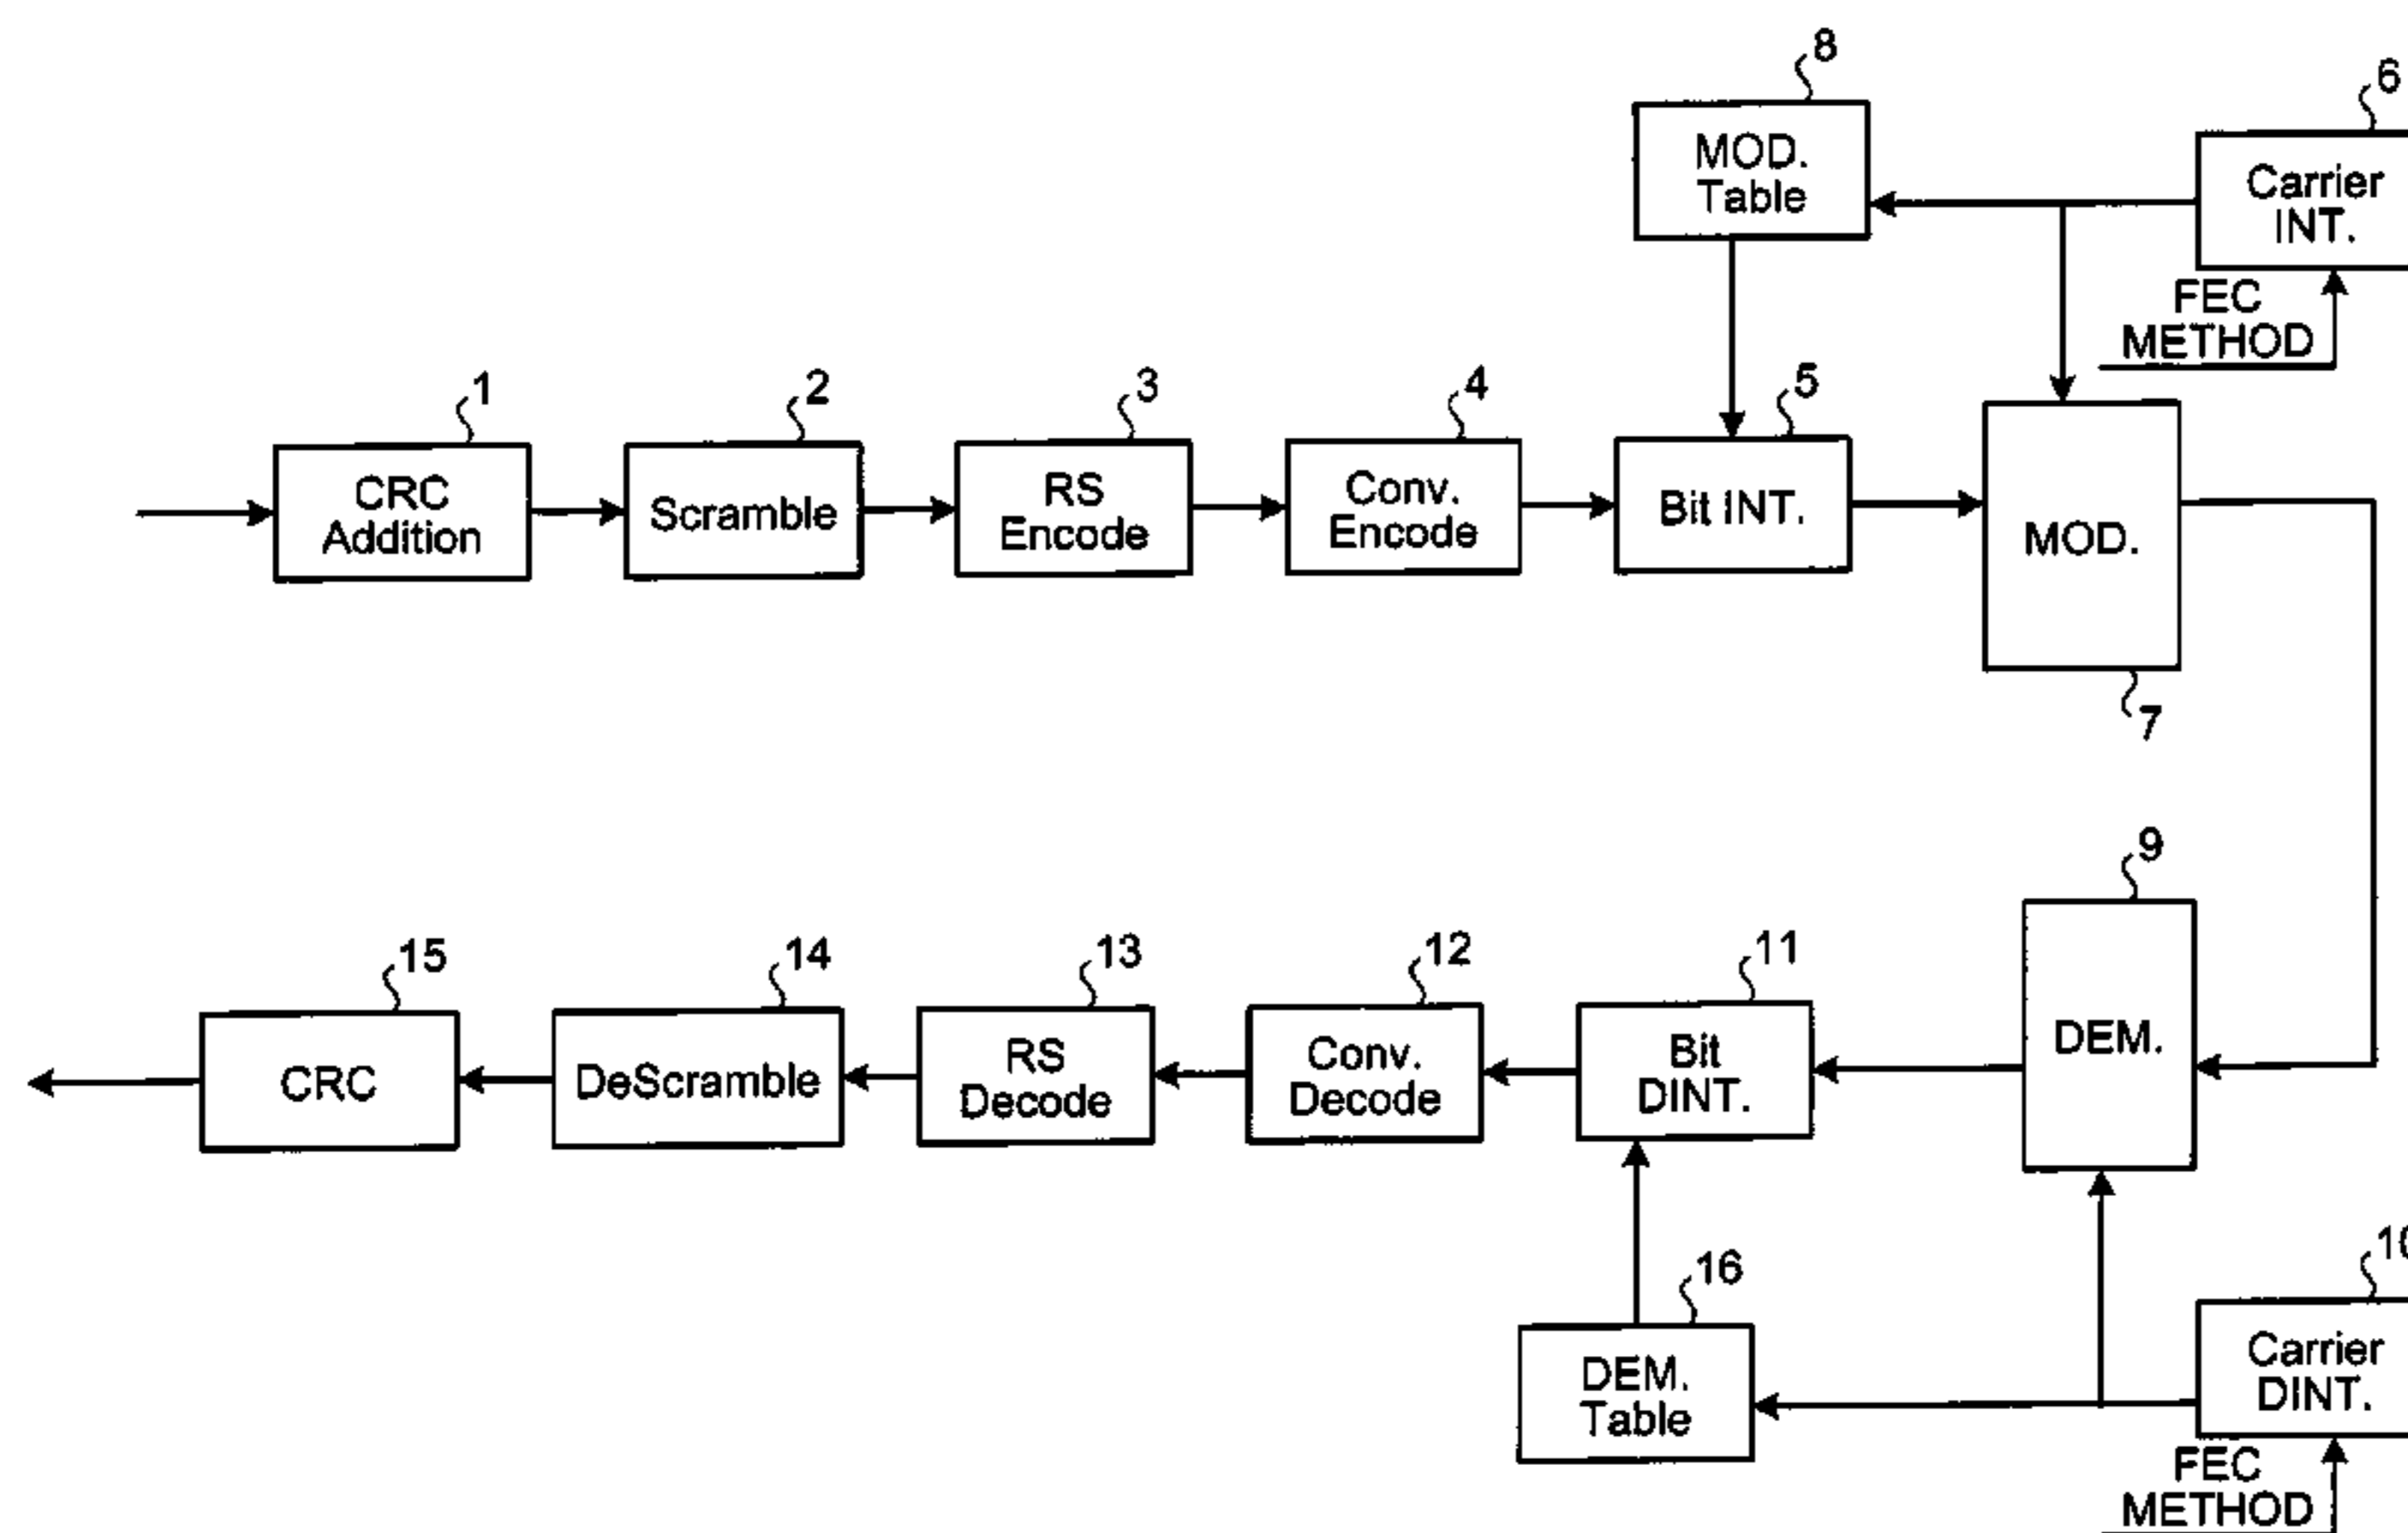 8
6
MOD.
Table
Carrier
INT.
FEC
METHOD
1
2
3
4
5
CRC
Addition
Scramble
RS
Encode
Conv.
Encode
Bit INT.
MOD.
7
9
15
14
13
12
11
CRC
DeScramble
RS
Decode
Conv.
Decode
Bit
DINT.
DEM.
16
10
DEM.
Table
Carrier
DINT.
FEC
METHOD